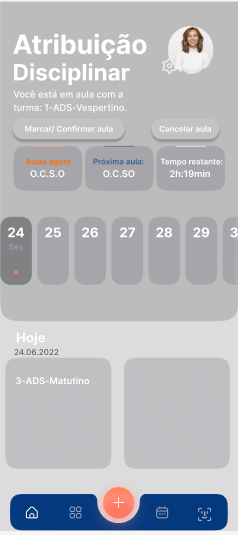 Atribuição
Disciplinar
Você está em aula com a
turma: 1-ADS-Vespertino.
Marcar/ Confirmar aula
Cancelar aula
Aulas agora
O.C.S.O
Próxima aula:
O.C.SO
Tempo restante:
2h:19min
24 25 26 27 28 29 3
Sex
Hoje
24.06.2022
3-ADS-Matutino